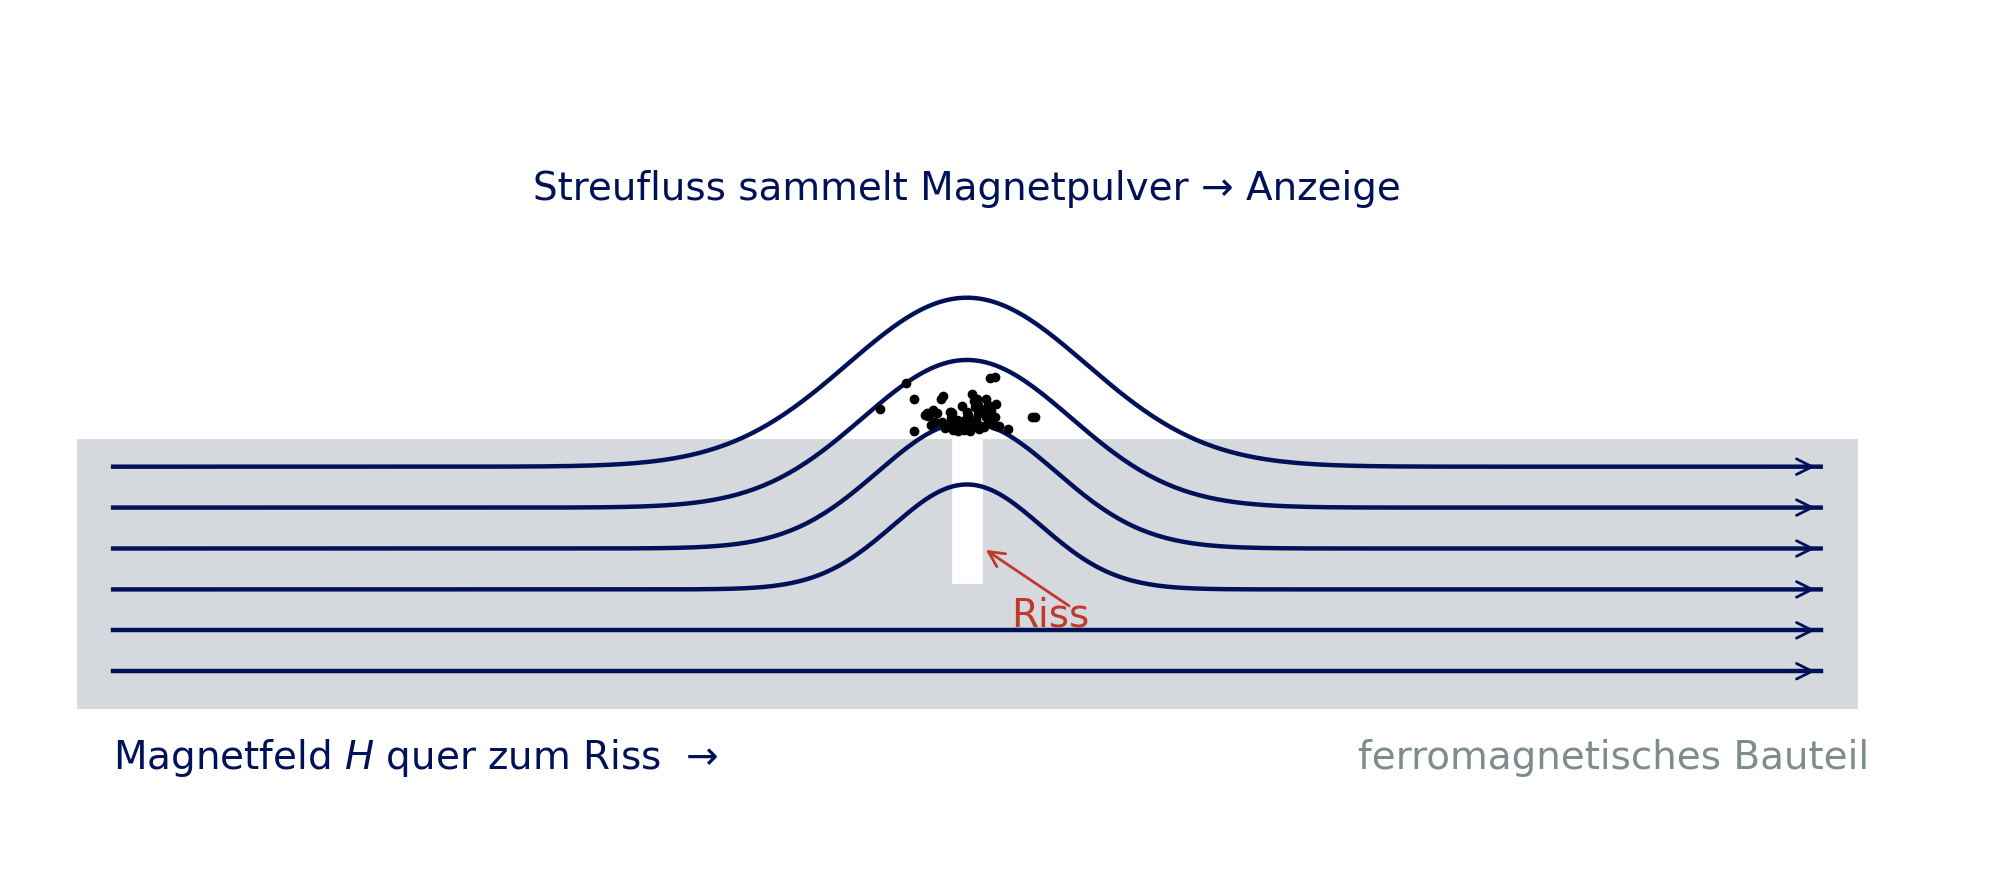 Streufluss sammelt Magnetpulver → Anzeige
Riss
Magnetfeld H quer zum Riss →
ferromagnetisches Bauteil